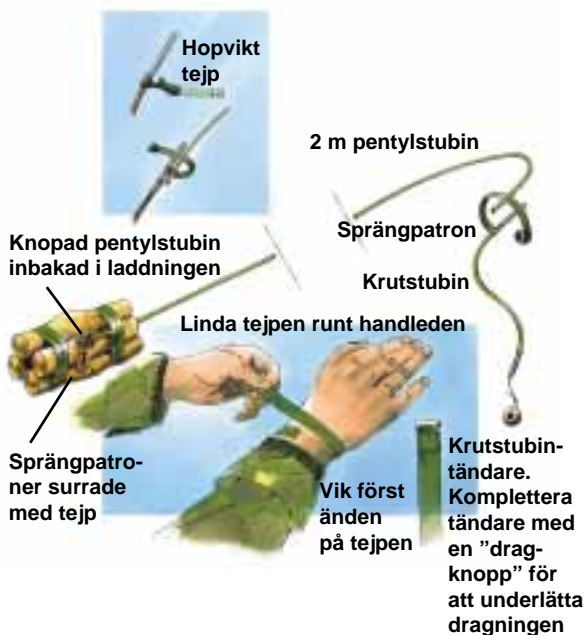 Hopvikt
tejp
2 m pentylstubin
Sprängpatron
Krutstubin
Knopad pentylstubin
inbakad i laddningen
Linda tejpen runt handleden
Sprängpatro-
ner surrade
med tejp
Vik först
änden
på tejpen
Krutstubin-
tändare.
Komplettera
tändare med
en ”drag-
knopp” för
att underlätta
dragningen